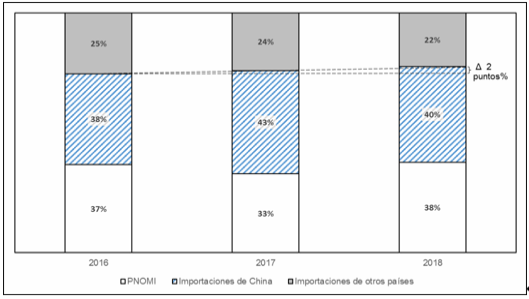 25%
24%
22%
Δ 2
puntos%
38%
43%
40%
37%
33%
38%
2016
2017
2018
PNOMI
Importaciones de China
Importaciones de otros países